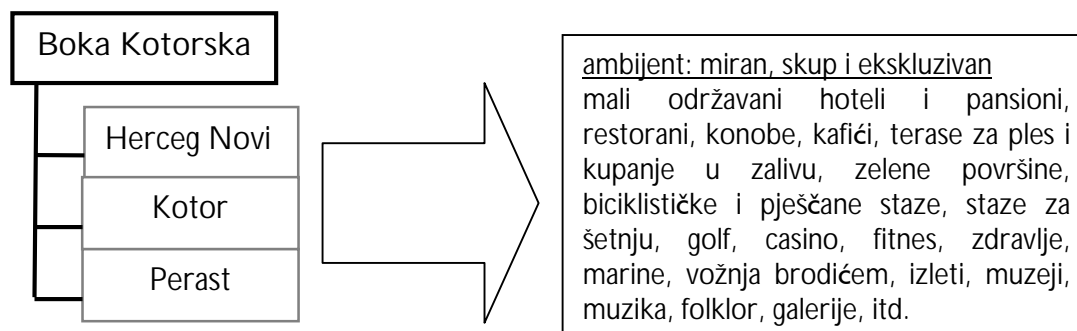 Boka Kotorska
Herceg Novi
Kotor
Perast
ambijent: miran, skup i ekskluzivan
mali održavani hoteli i pansioni,
restorani, konobe, kafići, terase za ples i
kupanje u zalivu, zelene površine,
biciklističke i pješčane staze, staze za
šetnju, golf, casino, fitnes, zdravlje,
marine, vožnja brodićem, izleti, muzeji,
muzika, folklor, galerije, itd.